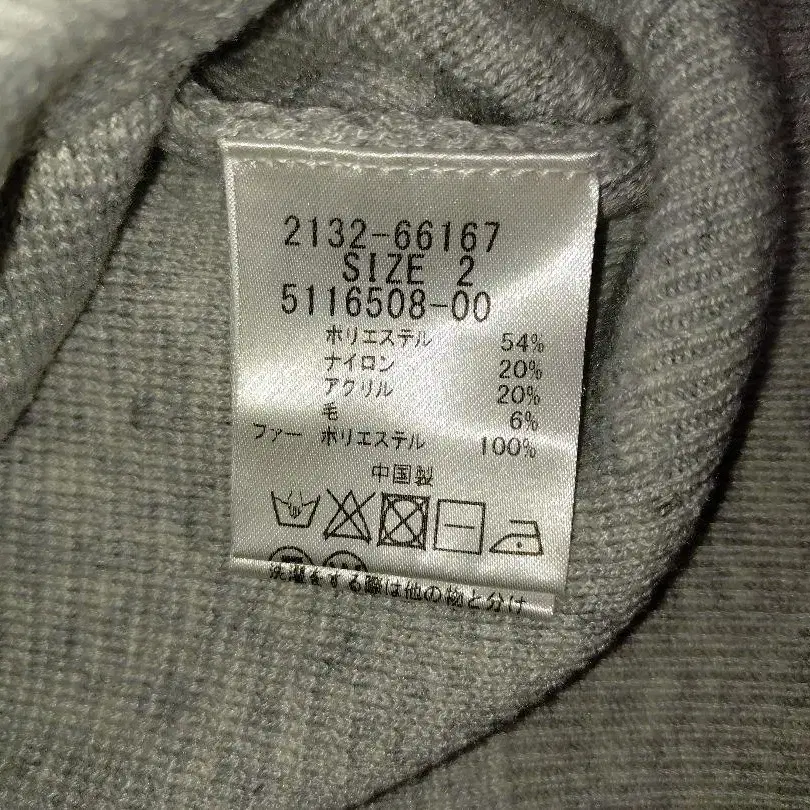 2132-66167
SIZE 2
5116508-00
ポリエステル 54%
ナイロン 20%
アクリル 20%
毛 6%
ファー ポリエステル 100%
中国製
洗濯をする際は他の物と分け